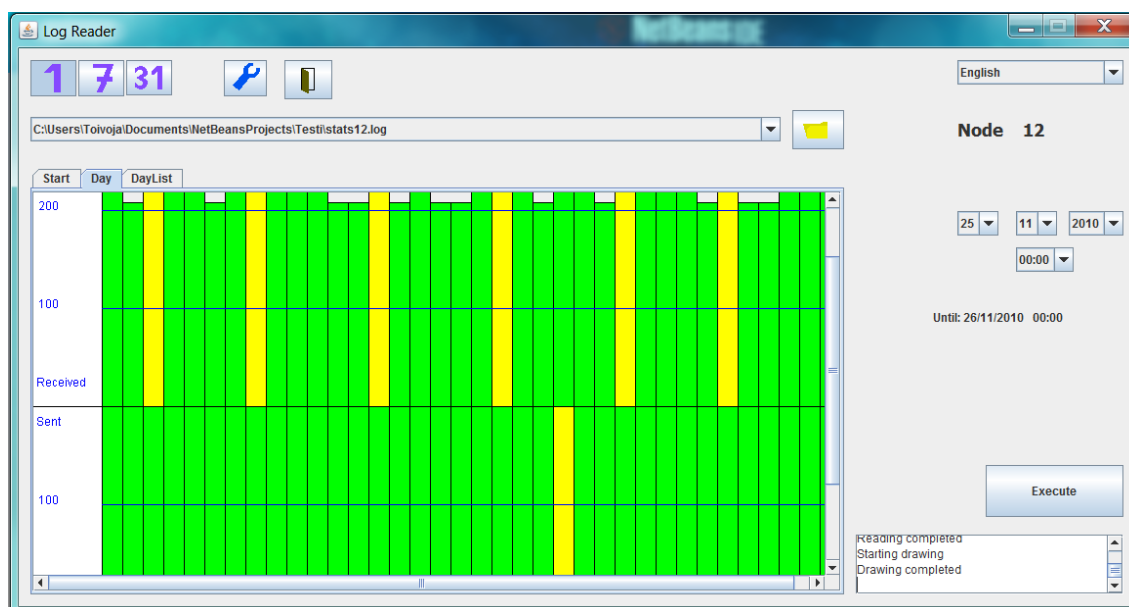 Log Reader
NetBeans IDE
1 7 31
English
C:\Users\Toivoja\Documents\NetBeansProjects\Testi\stats12.log
Node 12
Start Day DayList
200
100
Received
Sent
100
25 11 2010
00:00
Until: 26/11/2010 00:00
Execute
Reading completed
Starting drawing
Drawing completed